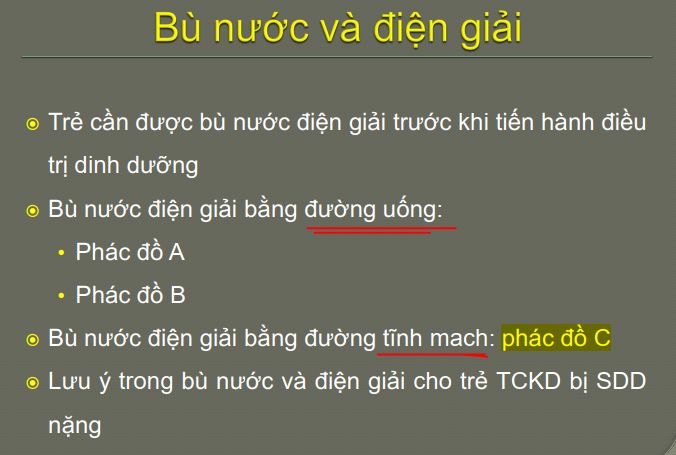 Bù nước và điện giải
Trẻ cần được bù nước điện giải trước khi tiến hành điều
trị dinh dưỡng
Bù nước điện giải bằng đường uống:
Phác đồ A
Phác đồ B
Bù nước điện giải bằng đường tĩnh mach: phác đồ C
Lưu ý trong bù nước và điện giải cho trẻ TCKD bị SDD
nặng